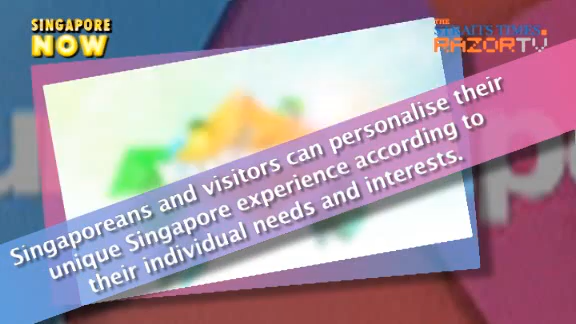 SINGAPORE
NOW
THE
STRAITS TIMES
RAZORTV
Singaporeans and visitors can personalise their
unique Singapore experience according to
their individual needs and interests.